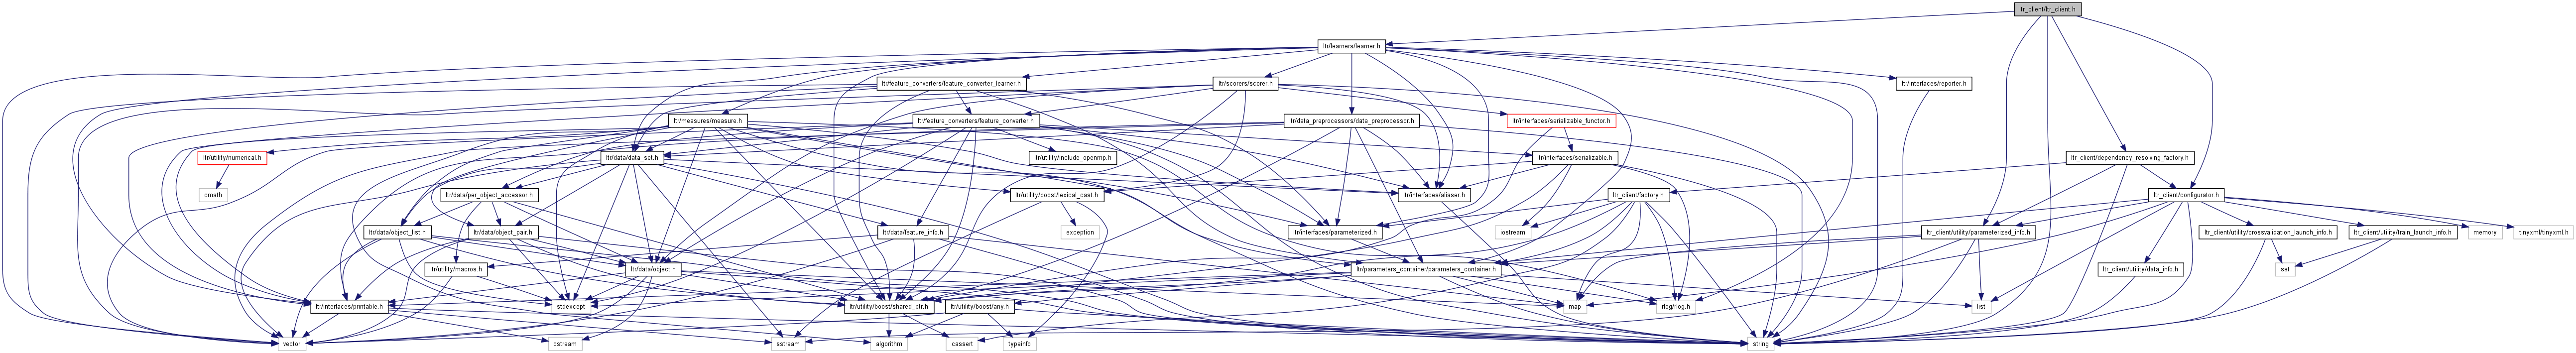 ltr_client/ltr_client.h
ltr/learners/learner.h
ltr/feature_converters/feature_converter_learner.h
ltr/scorers/scorer.h
ltr/interfaces/reporter.h
ltr/measures/measure.h
ltr/feature_converters/feature_converter.h
ltr/data_preprocessors/data_preprocessor.h
ltr/interfaces/serializable_functor.h
ltr/utility/numerical.h
ltr/data/data_set.h
ltr/utility/include_openmp.h
ltr/interfaces/serializable.h
ltr_client/dependency_resolving_factory.h
cmath
ltr/data/per_object_accessor.h
ltr/utility/boost/lexical_cast.h
ltr/interfaces/aliaser.h
ltr_client/factory.h
ltr_client/configurator.h
ltr/data/object_list.h
ltr/data/object_pair.h
ltr/data/feature_info.h
exception
ltr/interfaces/parameterized.h
iostream
ltr_client/utility/parameterized_info.h
ltr_client/utility/crossvalidation_launch_info.h
ltr_client/utility/train_launch_info.h
memory
tinyxml/tinyxml.h
ltr/utility/macros.h
ltr/data/object.h
ltr/parameters_container/parameters_container.h
ltr_client/utility/data_info.h
set
ltr/interfaces/printable.h
stdexcept
ltr/utility/boost/shared_ptr.h
ltr/utility/boost/any.h
map
rlog/rlog.h
list
vector
ostream
sstream
algorithm
cassert
typeinfo
string